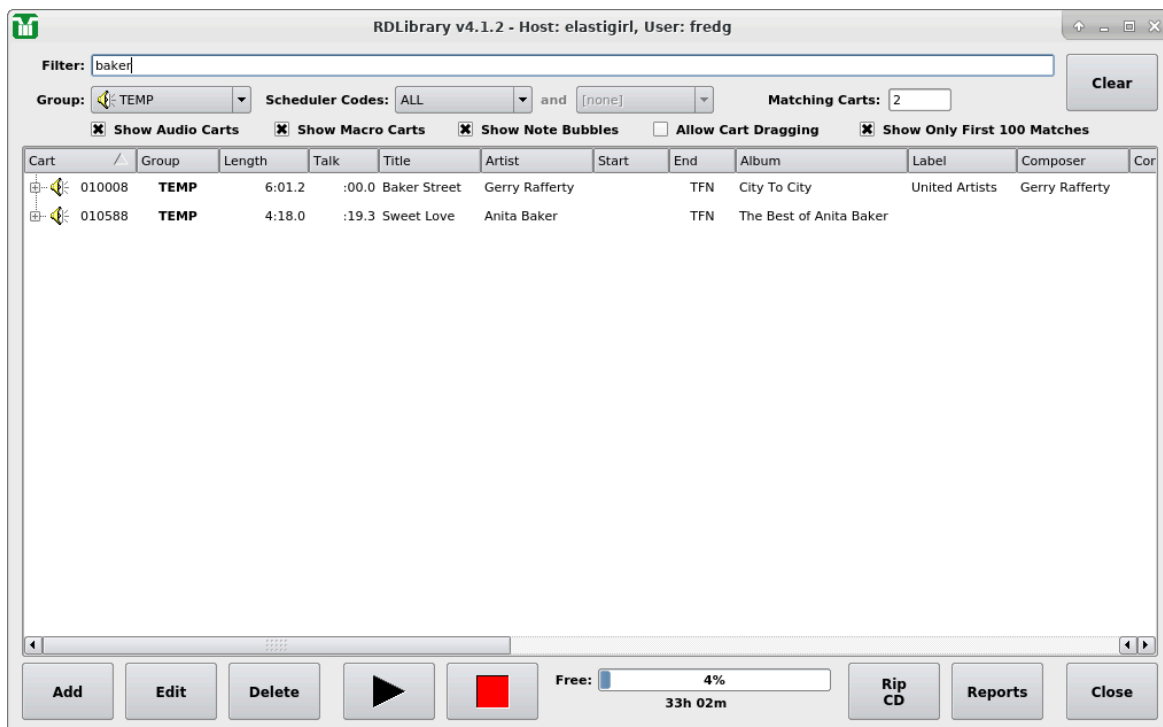 RDLibrary v4.1.2 - Host: elastigirl, User: fredg
Filter: baker Clear
Group: TEMP Scheduler Codes: ALL and [none] Matching Carts: 2
Show Audio Carts Show Macro Carts Show Note Bubbles Allow Cart Dragging Show Only First 100 Matches
Cart Group Length Talk Title Artist Start End Album Label Composer Cor
010008 TEMP 6:01.2 :00.0 Baker Street Gerry Rafferty TFN City To City United Artists Gerry Rafferty
010588 TEMP 4:18.0 :19.3 Sweet Love Anita Baker TFN The Best of Anita Baker
Add Edit Delete Free: 4% Rip CD Reports Close
33h 02m